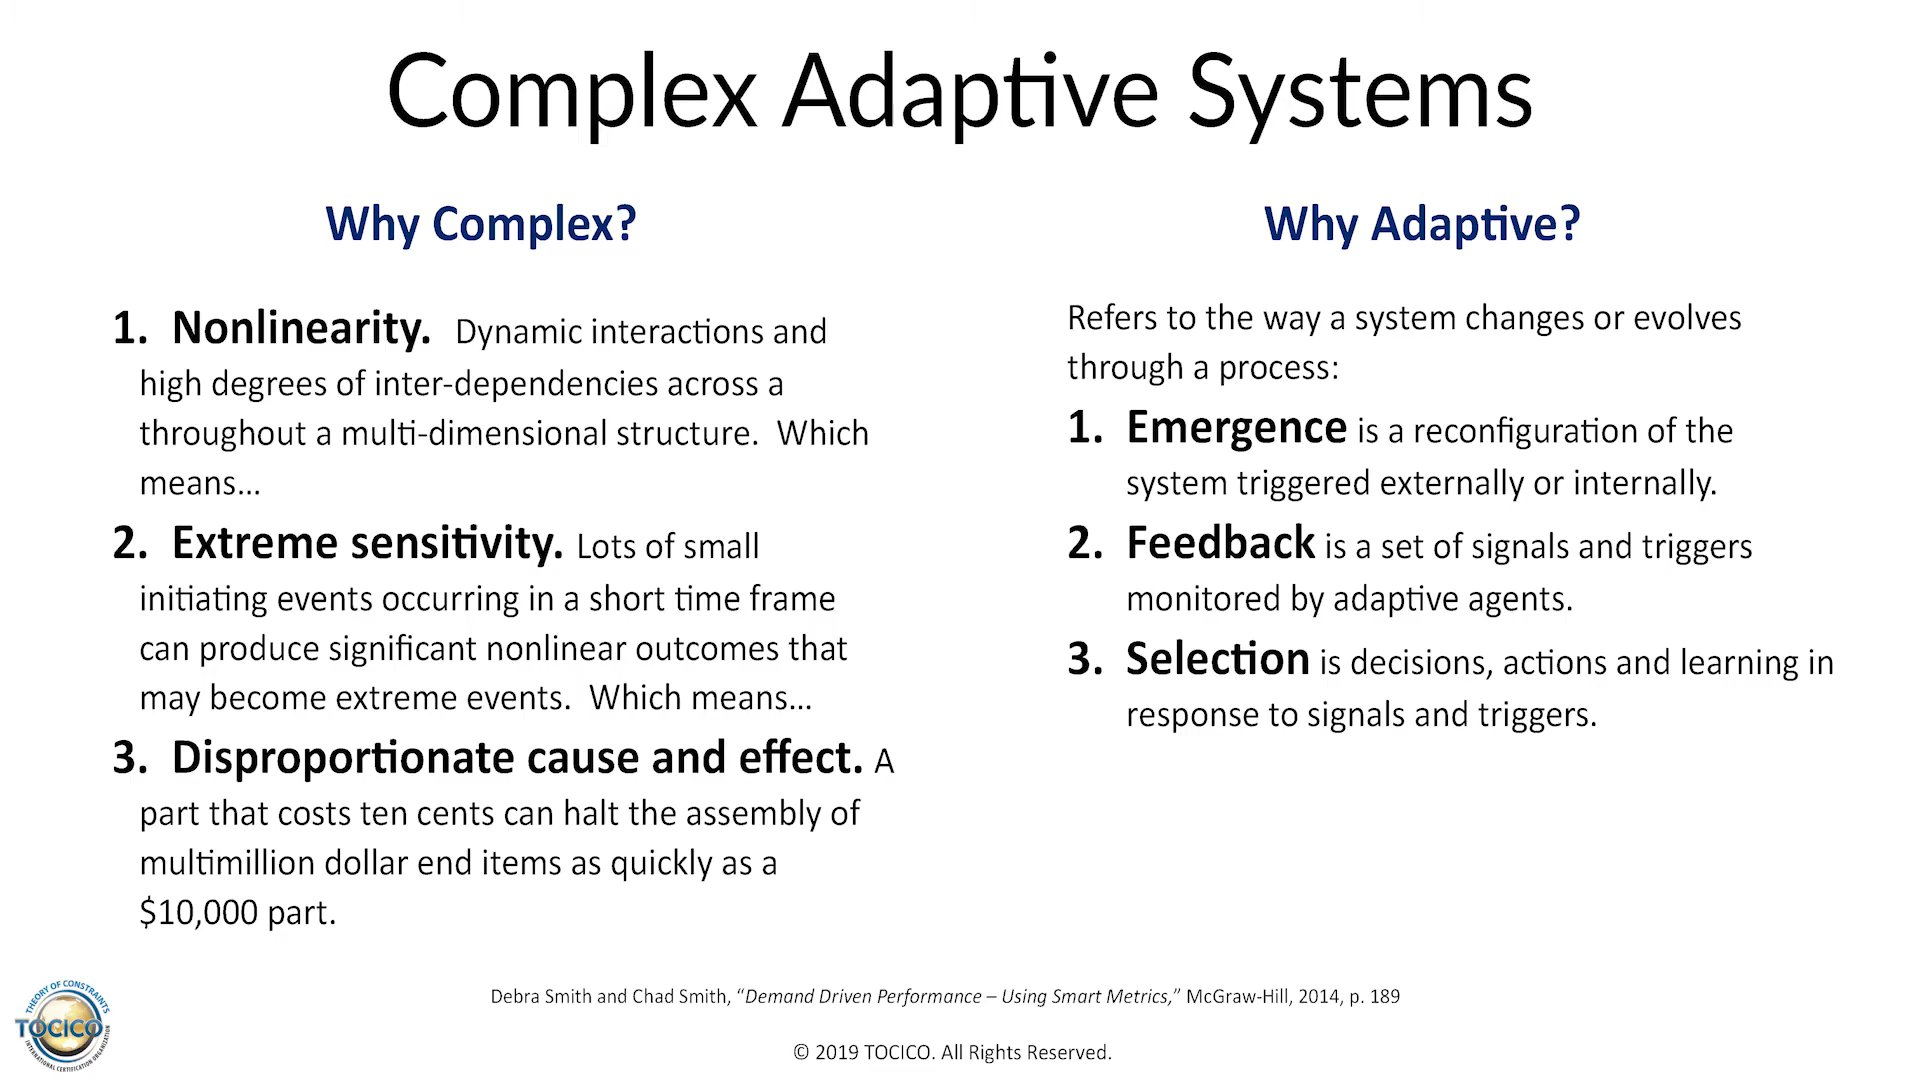 Complex Adaptive Systems
Why Complex?
1. Nonlinearity. Dynamic interactions and
high degrees of inter-dependencies across a
throughout a multi-dimensional structure. Which
means...
2. Extreme sensitivity. Lots of small
initiating events occurring in a short time frame
can produce significant nonlinear outcomes that
may become extreme events. Which means...
3. Disproportionate cause and effect. A
part that costs ten cents can halt the assembly of
multimillion dollar end items as quickly as a
$10,000 part.
Why Adaptive?
Refers to the way a system changes or evolves
through a process:
1. Emergence is a reconfiguration of the
system triggered externally or internally.
2. Feedback is a set of signals and triggers
monitored by adaptive agents.
3. Selection is decisions, actions and learning in
response to signals and triggers.
Debra Smith and Chad Smith, “Demand Driven Performance – Using Smart Metrics,” McGraw-Hill, 2014, p. 189
© 2019 TOCICO. All Rights Reserved.
THEORY OF CONSTRAINTS
TOCICO
INTERNATIONAL CERTIFICATION ORGANIZATION